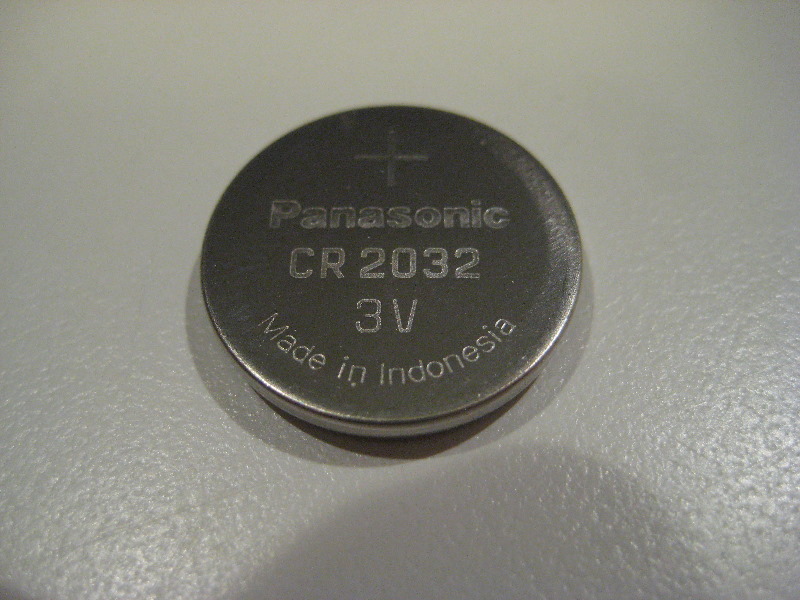 +
Panasonic
CR 2032
3V
Made in Indonesia